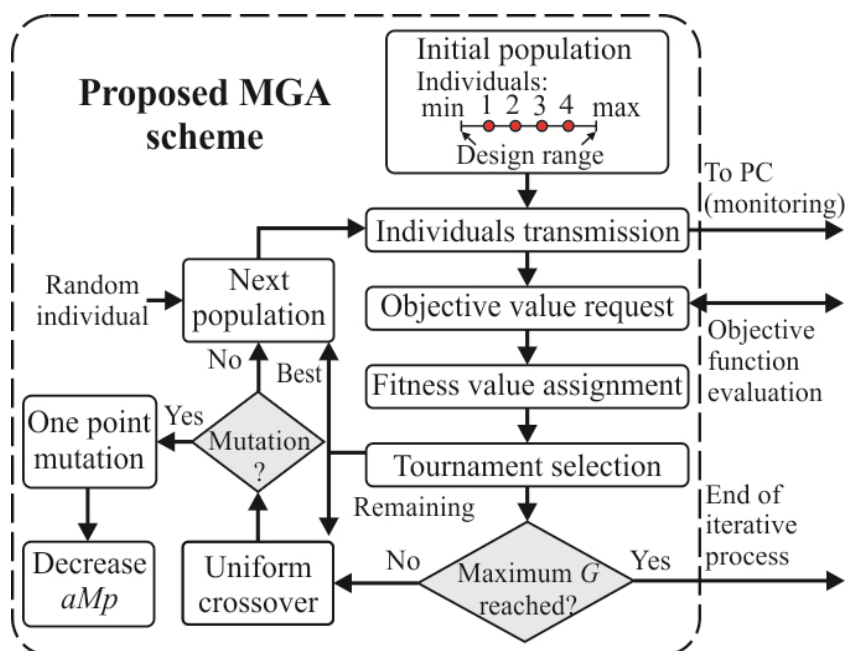 Proposed MGA
scheme
Initial population
Individuals:
min 1 2 3 4 max
Design range
To PC
(monitoring)
Individuals transmission
Random
individual
Next
population
Objective value request
Objective
function
evaluation
No
Best
Fitness value assignment
One point
mutation
Yes
Mutation
?
Tournament selection
Remaining
End of
iterative
process
Decrease
aMp
Uniform
crossover
No
Maximum G
reached?
Yes